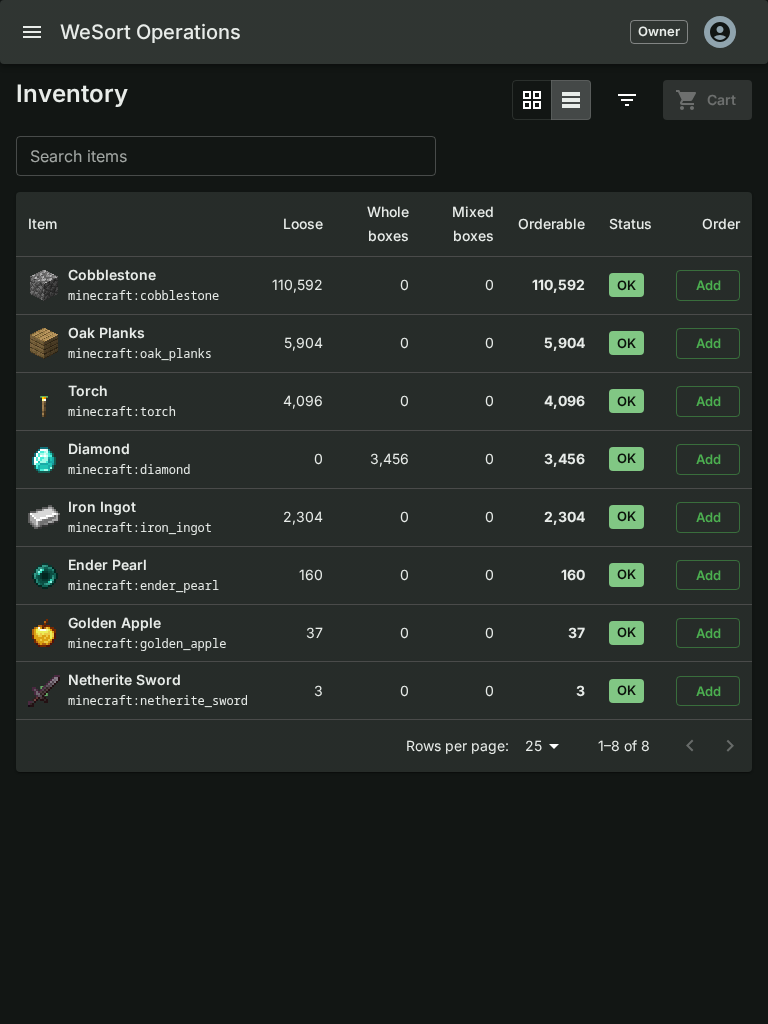 WeSort Operations
Owner
Inventory
Cart
Search items
Item Loose Whole boxes Mixed boxes Orderable Status Order
Cobblestone
minecraft:cobblestone
110,592 0 0 110,592 OK Add
Oak Planks
minecraft:oak_planks
5,904 0 0 5,904 OK Add
Torch
minecraft:torch
4,096 0 0 4,096 OK Add
Diamond
minecraft:diamond
0 3,456 0 3,456 OK Add
Iron Ingot
minecraft:iron_ingot
2,304 0 0 2,304 OK Add
Ender Pearl
minecraft:ender_pearl
160 0 0 160 OK Add
Golden Apple
minecraft:golden_apple
37 0 0 37 OK Add
Netherite Sword
minecraft:netherite_sword
3 0 0 3 OK Add
Rows per page: 25 1–8 of 8